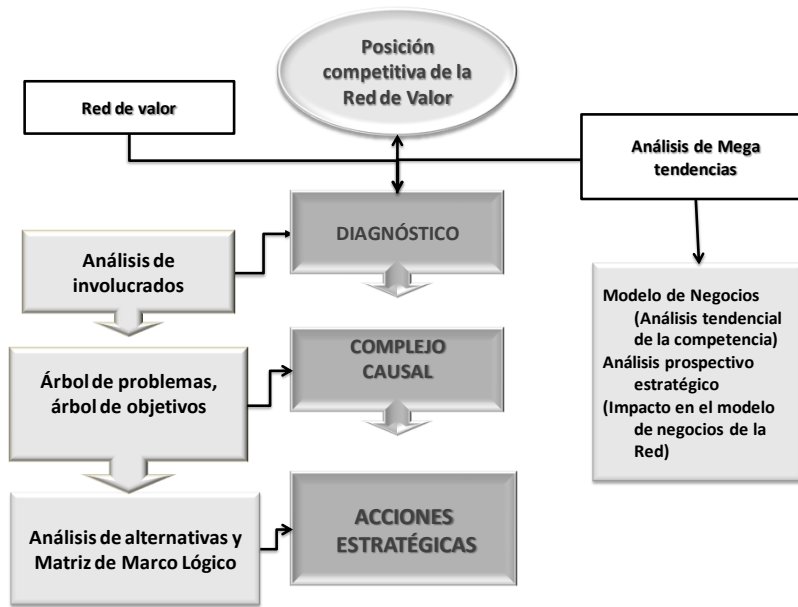 Posición
competitiva de la
Red de Valor
Red de valor
Análisis de Mega
tendencias
DIAGNÓSTICO
Análisis de
involucrados
Modelo de Negocios
(Análisis tendencial
de la competencia)
Análisis prospectivo
estratégico
(Impacto en el modelo
de negocios de la
Red)
COMPLEJO
CAUSAL
Árbol de problemas,
árbol de objetivos
ACCIONES
ESTRATÉGICAS
Análisis de alternativas y
Matriz de Marco Lógico